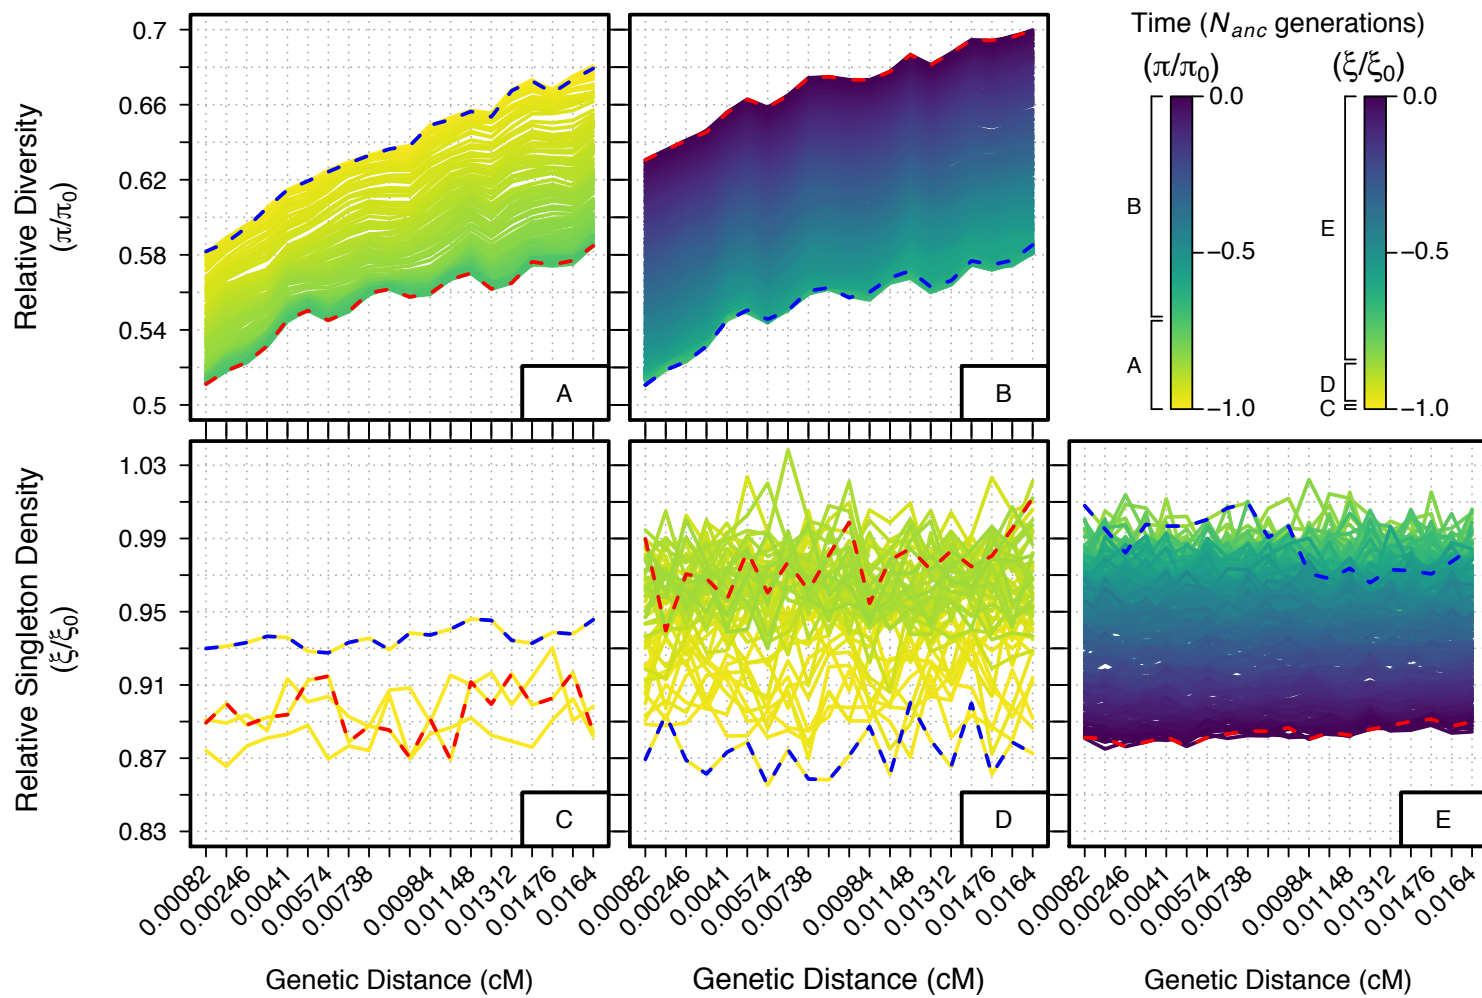 Time (Nanc generations)
(π/π0)
(ξ/ξ0)
0.0
−0.5
−1.0
B
A
0.0
−0.5
−1.0
E
D
C
Relative Diversity
(π/π0)
0.7
0.66
0.62
0.58
0.54
0.5
A
B
Relative Singleton Density
(ξ/ξ0)
1.03
0.99
0.95
0.91
0.87
0.83
C
D
E
0.00082
0.00246
0.0041
0.00574
0.00738
0.00984
0.01148
0.01312
0.01476
0.0164
0.00082
0.00246
0.0041
0.00574
0.00738
0.00984
0.01148
0.01312
0.01476
0.0164
0.00082
0.00246
0.0041
0.00574
0.00738
0.00984
0.01148
0.01312
0.01476
0.0164
Genetic Distance (cM)
Genetic Distance (cM)
Genetic Distance (cM)